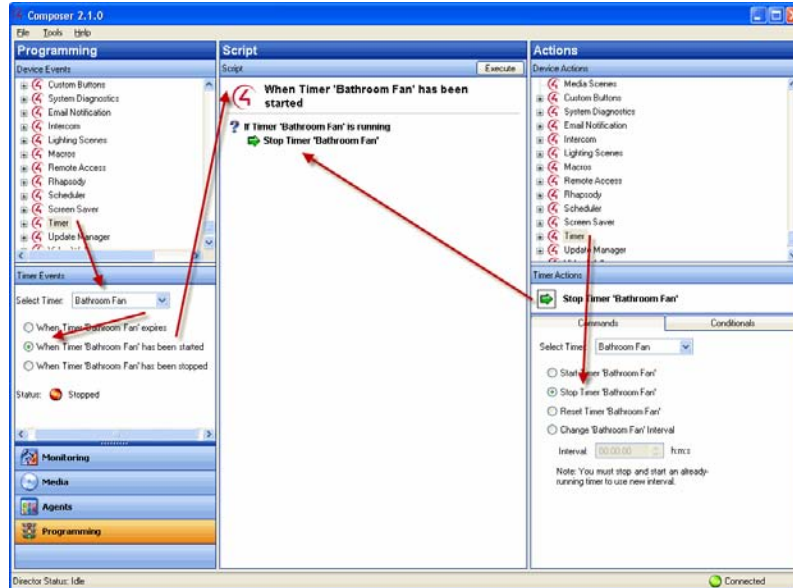 Composer 2.1.0
File Tools Help
Programming
Device Events
Custom Buttons
System Diagnostics
Email Notification
Intercom
Lighting Scenes
Macros
Remote Access
Rhapsody
Scheduler
Screen Saver
Timer
Update Manager
Timer Events
Select Timer: Bathroom Fan
When Timer 'Bathroom Fan' expires
When Timer 'Bathroom Fan' has been started
When Timer 'Bathroom Fan' has been stopped
Status: Stopped
Monitoring
Media
Agents
Programming
Script
Script Execute
When Timer 'Bathroom Fan' has been
started
If Timer 'Bathroom Fan' is running
Stop Timer 'Bathroom Fan'
Actions
Device Actions
Media Scenes
Custom Buttons
System Diagnostics
Email Notification
Intercom
Lighting Scenes
Macros
Remote Access
Rhapsody
Scheduler
Screen Saver
Timer
Update Manager
Timer Actions
Stop Timer 'Bathroom Fan'
Commands Conditionals
Select Timer: Bathroom Fan
Start Timer 'Bathroom Fan'
Stop Timer 'Bathroom Fan'
Reset Timer 'Bathroom Fan'
Change 'Bathroom Fan' Interval
Interval: 00:00:00 h:m:s
Note: You must stop and start an already-
running timer to use new interval.
Director Status: Idle
Connected